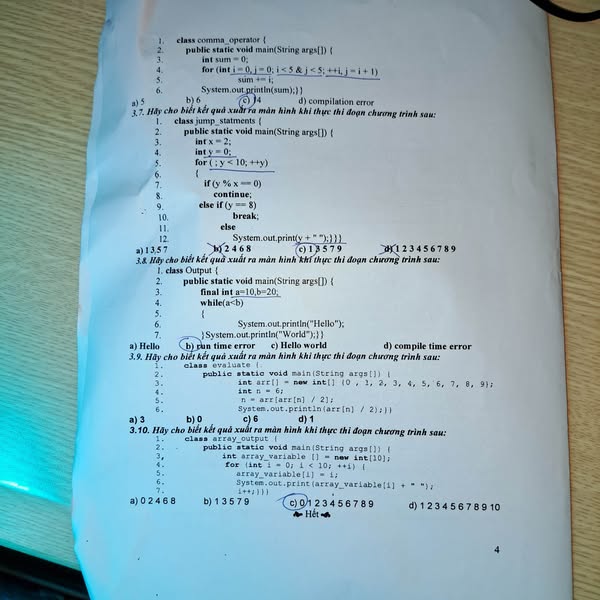 1. class comma_operator {
2. public static void main(String args[]) {
3. int sum = 0;
4. for (int i = 0, j = 0; i < 5 & j < 5; ++i, j = i + 1)
5. sum += i;
6. System.out.println(sum);}}
a) 5 b) 6 c) 14 d) compilation error
3.7. Hãy cho biết kết quả xuất ra màn hình khi thực thi đoạn chương trình sau:
1. class jump_statments {
2. public static void main(String args[]) {
3. int x = 2;
4. int y = 0;
5. for ( ; y < 10; ++y)
6. {
7. if (y % x == 0)
8. continue;
9. else if (y == 8)
10. break;
11. else
12. System.out.print(y + " ");}}}
a) 1 3 5 7 b) 2 4 6 8 c) 1 3 5 7 9 d) 1 2 3 4 5 6 7 8 9
3.8. Hãy cho biết kết quả xuất ra màn hình khi thực thi đoạn chương trình sau:
1. class Output {
2. public static void main(String args[]) {
3. final int a=10,b=20;
4. while(a<b)
5. {
6. System.out.println("Hello");
7. }System.out.println("World");}}
a) Hello b) run time error c) Hello world d) compile time error
3.9. Hãy cho biết kết quả xuất ra màn hình khi thực thi đoạn chương trình sau:
1. class evaluate {
2. public static void main(String args[]) {
3. int arr[] = new int[] {0 , 1, 2, 3, 4, 5, 6, 7, 8, 9};
4. int n = 6;
5. n = arr[arr[n] / 2];
6. System.out.println(arr[n] / 2);}}
a) 3 b) 0 c) 6 d) 1
3.10. Hãy cho biết kết quả xuất ra màn hình khi thực thi đoạn chương trình sau:
1. class array_output {
2. public static void main(String args[]) {
3. int array_variable [] = new int[10];
4. for (int i = 0; i < 10; ++i) {
5. array_variable[i] = i;
6. System.out.print(array_variable[i] + " ");
7. i++;}}}
a) 0 2 4 6 8 b) 1 3 5 7 9 c) 0 1 2 3 4 5 6 7 8 9 d) 1 2 3 4 5 6 7 8 9 10
Hết
4